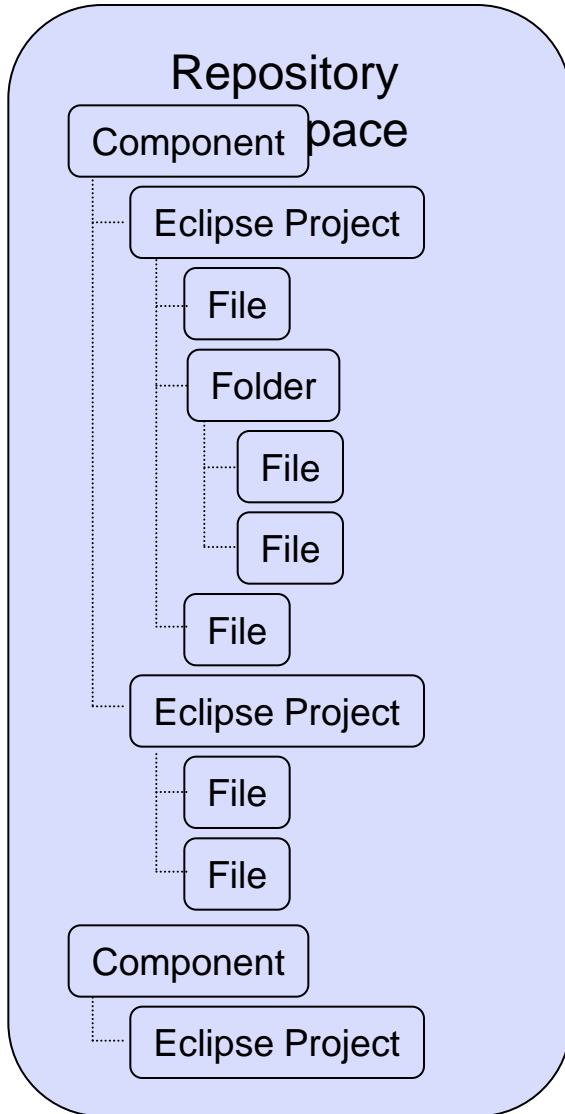 Repository
pace
Component
Eclipse Project
File
Folder
File
File
File
Eclipse Project
File
File
Component
Eclipse Project